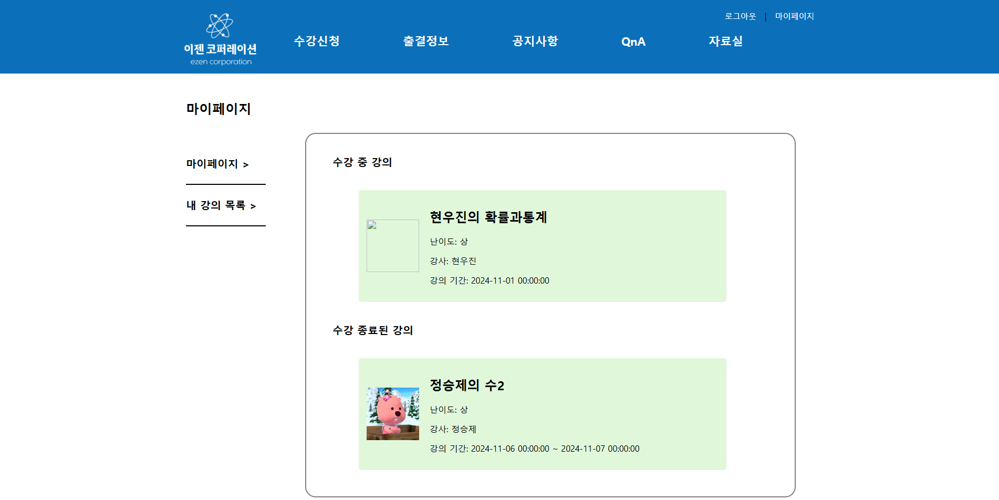 로그아웃 | 마이페이지
이젠 코퍼레이션
ezen corporation
수강신청 출결정보 공지사항 QnA 자료실
마이페이지
마이페이지 >
내 강의 목록 >
수강 중 강의
현우진의 확률과통계
난이도: 상
강사: 현우진
강의 기간: 2024-11-01 00:00:00
수강 종료된 강의
정승제의 수2
난이도: 상
강사: 정승제
강의 기간: 2024-11-06 00:00:00 ~ 2024-11-07 00:00:00